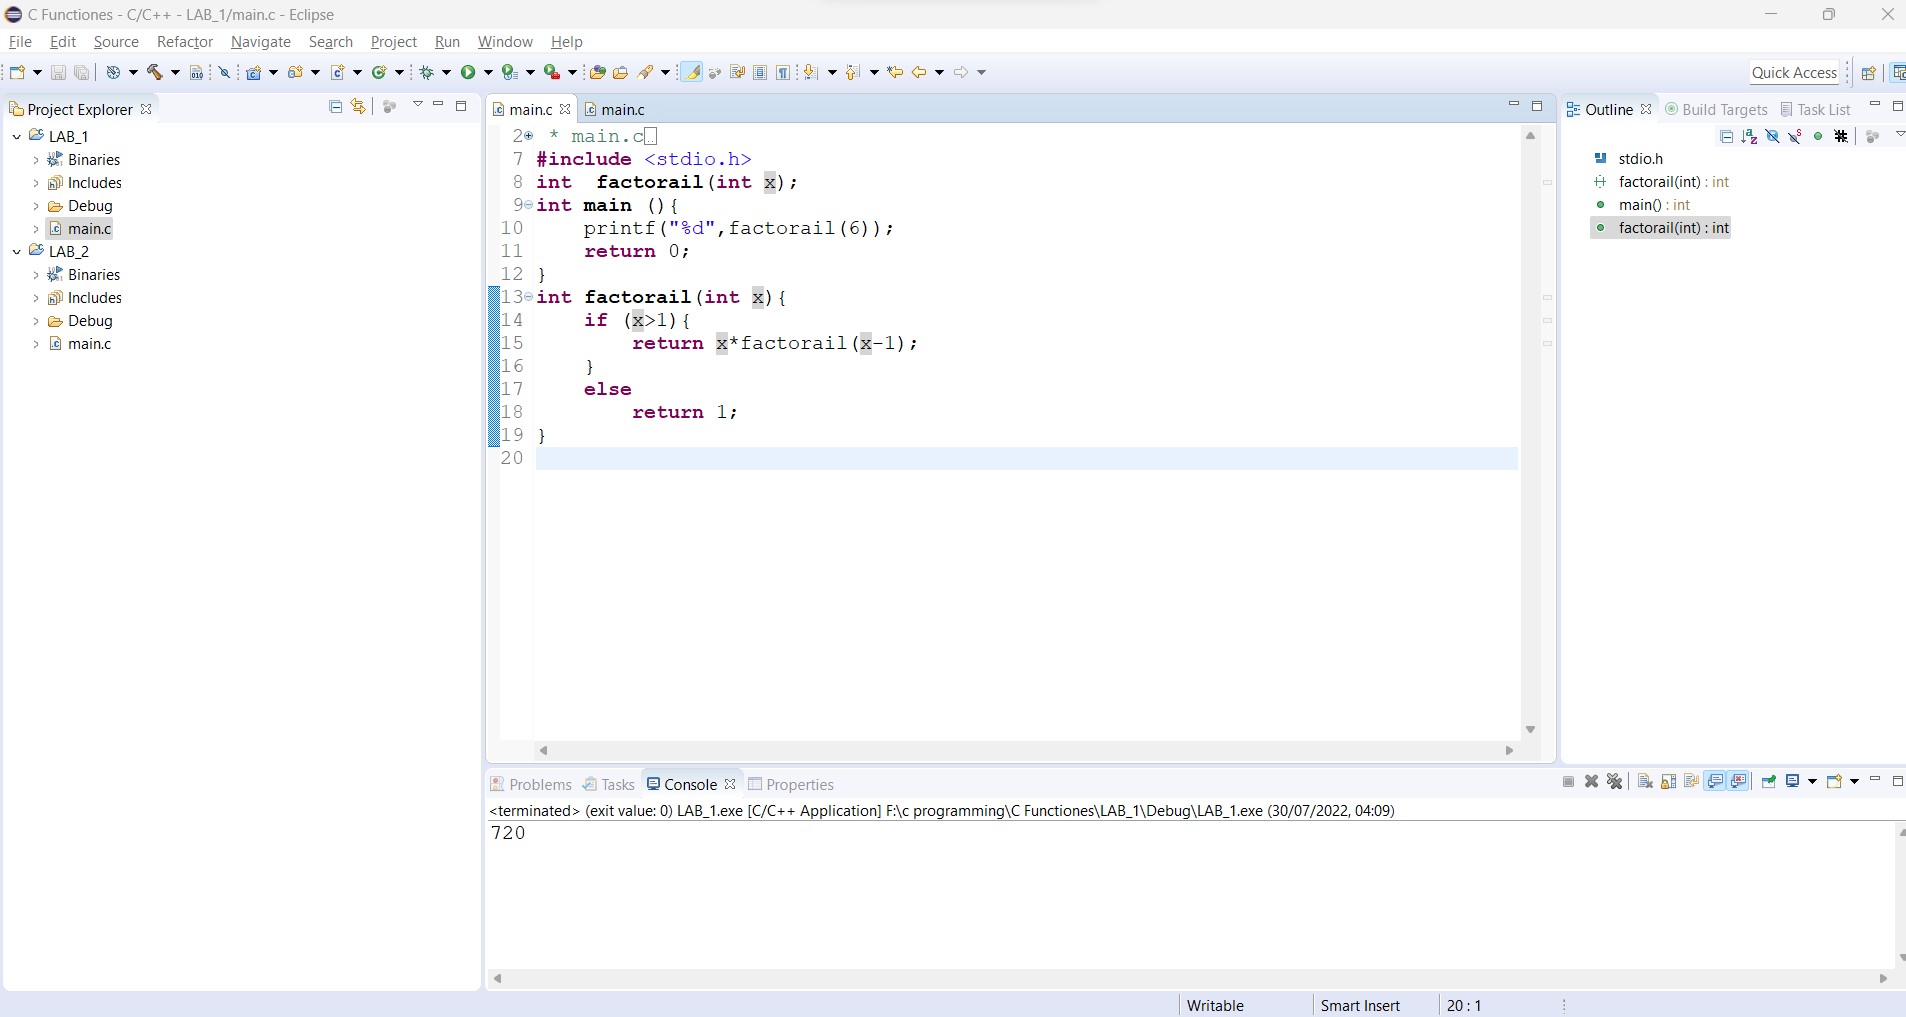 C Functiones - C/C++ - LAB_1/main.c - Eclipse
File Edit Source Refactor Navigate Search Project Run Window Help
Quick Access
Project Explorer
LAB_1
Binaries
Includes
Debug
main.c
LAB_2
Binaries
Includes
Debug
main.c
main.c main.c
2 * main.c
7 #include <stdio.h>
8 int  factorail(int x);
9 int main (){
10     printf("%d",factorail(6));
11     return 0;
12 }
13 int factorail(int x){
14     if (x>1){
15         return x*factorail(x-1);
16     }
17     else
18         return 1;
19 }
20
Outline Build Targets Task List
stdio.h
factorail(int) : int
main() : int
factorail(int) : int
Problems Tasks Console Properties
<terminated> (exit value: 0) LAB_1.exe [C/C++ Application] F:\c programming\C Functiones\LAB_1\Debug\LAB_1.exe (30/07/2022, 04:09)
720
Writable Smart Insert 20 : 1